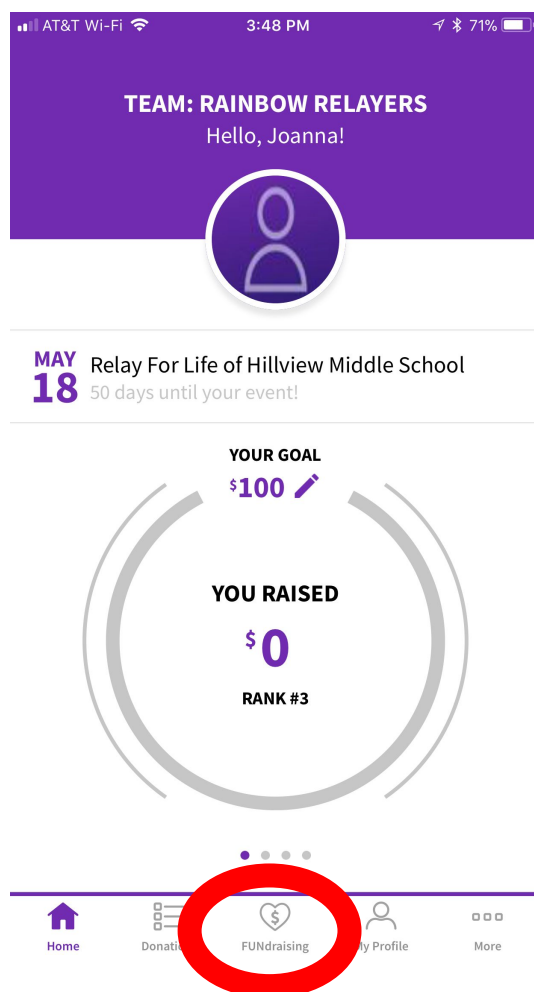 AT&T Wi-Fi 3:48 PM 71%
TEAM: RAINBOW RELAYERS
Hello, Joanna!
MAY
18
Relay For Life of Hillview Middle School
50 days until your event!
YOUR GOAL
$100
YOU RAISED
$0
RANK #3
$
Home FUNdraising Profile More